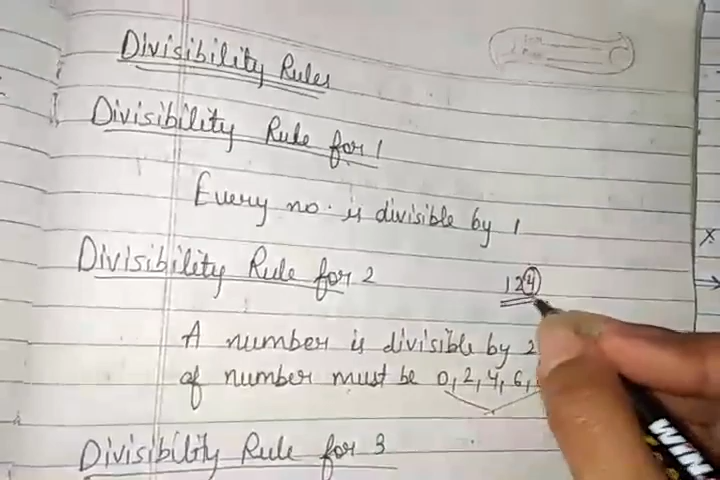 Divisibility Rules
Divisibility Rule for 1
Every no. is divisible by 1
Divisibility Rule for 2
124
A number is divisible by 2
of number must be 0, 2, 4, 6,
Divisibility Rule for 3
WIN